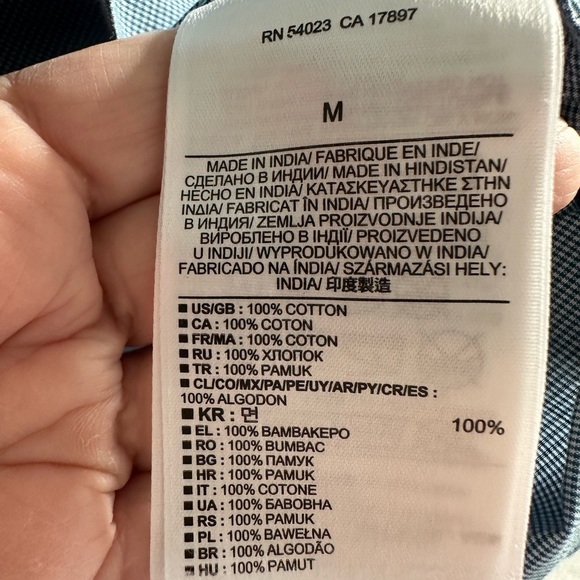 RN 54023 CA 17897
M
MADE IN INDIA/ FABRIQUE EN INDE/
СДЕЛАНО В ИНДИИ/ MADE IN HINDISTAN/
HECHO EN INDIA/ ΚΑΤΑΣΚΕΥΑΣΤΗΚΕ ΣΤΗΝ
ΙΝΔΙΑ/ FABRICAT ÎN INDIA/ ПРОИЗВЕДЕНО
В ИНДИЯ/ ZEMLJA PROIZVODNJE INDIJA/
ВИРОБЛЕНО В ІНДІЇ/ PROIZVEDENO
U INDIJI/ WYPRODUKOWANO W INDIA/
FABRICADO NA ÍNDIA/ SZÁRMAZÁSI HELY:
INDIA/ 印度製造
■ US/GB : 100% COTTON
■ CA : 100% COTON
■ FR/MA : 100% COTON
■ RU : 100% ХЛОПОК
■ TR : 100% PAMUK
■ CL/CO/MX/PA/PE/UY/AR/PY/CR/ES :
100% ALGODON
■ KR : 면 100%
■ EL : 100% ΒΑΜΒΑΚΕΡΟ
■ RO : 100% BUMBAC
■ BG : 100% ПАМУК
■ HR : 100% PAMUK
■ IT : 100% COTONE
■ UA : 100% БАВОВНА
■ RS : 100% PAMUK
■ PL : 100% BAWEŁNA
■ BR : 100% ALGODÃO
■ HU : 100% PAMUT